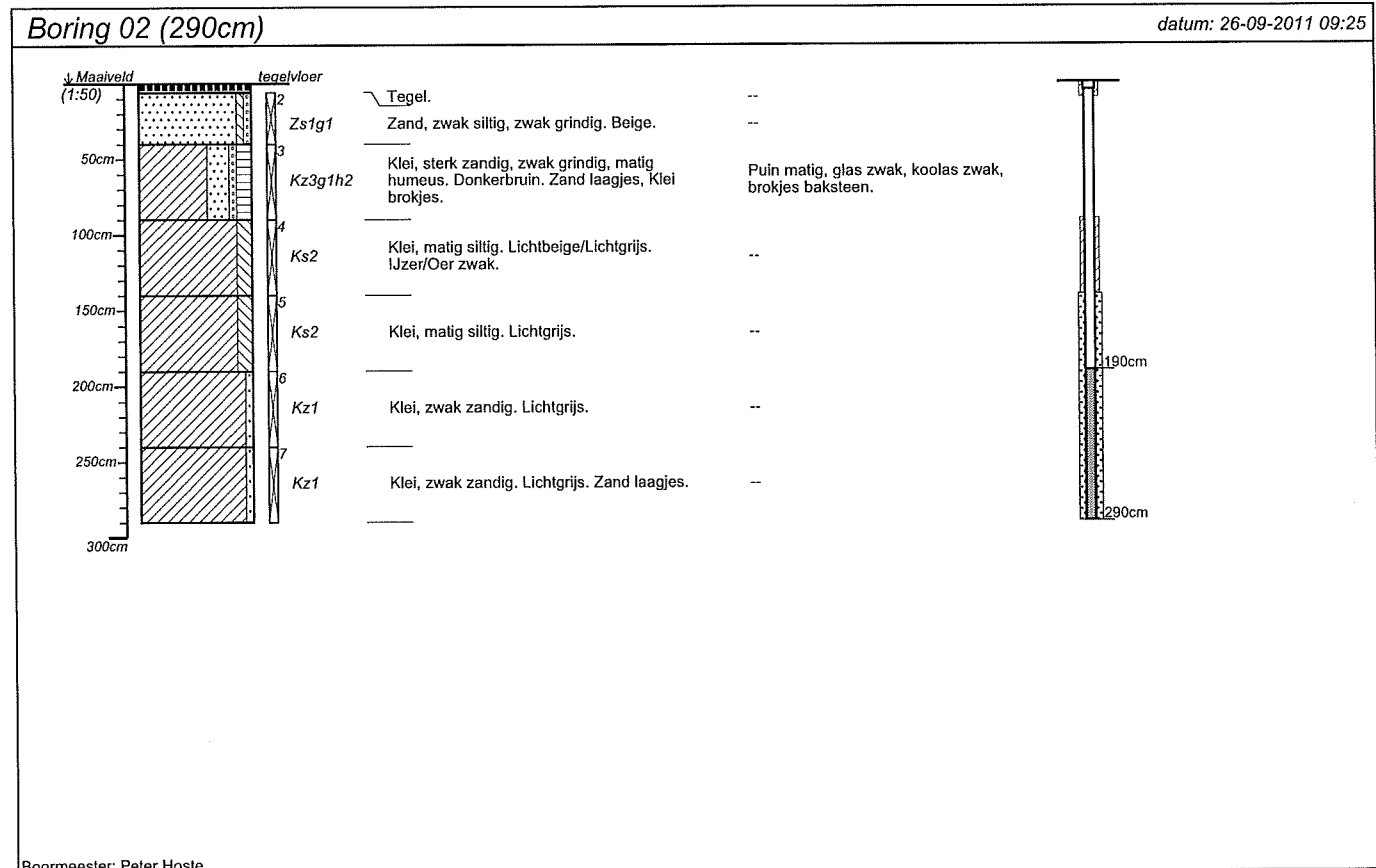 Boring 02 (290cm)
datum: 26-09-2011 09:25
Maaiveld
tegelvloer
(1:50)
2
Tegel.
--
Zs1g1
Zand, zwak siltig, zwak grindig. Beige.
--
50cm
3
Kz3g1h2
Klei, sterk zandig, zwak grindig, matig
humeus. Donkerbruin. Zand laagjes, Klei
brokjes.
Puin matig, glas zwak, koolas zwak,
brokjes baksteen.
100cm
4
Ks2
Klei, matig siltig. Lichtbeige/Lichtgrijs.
IJzer/Oer zwak.
--
150cm
5
Ks2
Klei, matig siltig. Lichtgrijs.
--
190cm
200cm
6
Kz1
Klei, zwak zandig. Lichtgrijs.
--
250cm
7
Kz1
Klei, zwak zandig. Lichtgrijs. Zand laagjes.
--
290cm
300cm
Boormeester: Peter Hoste